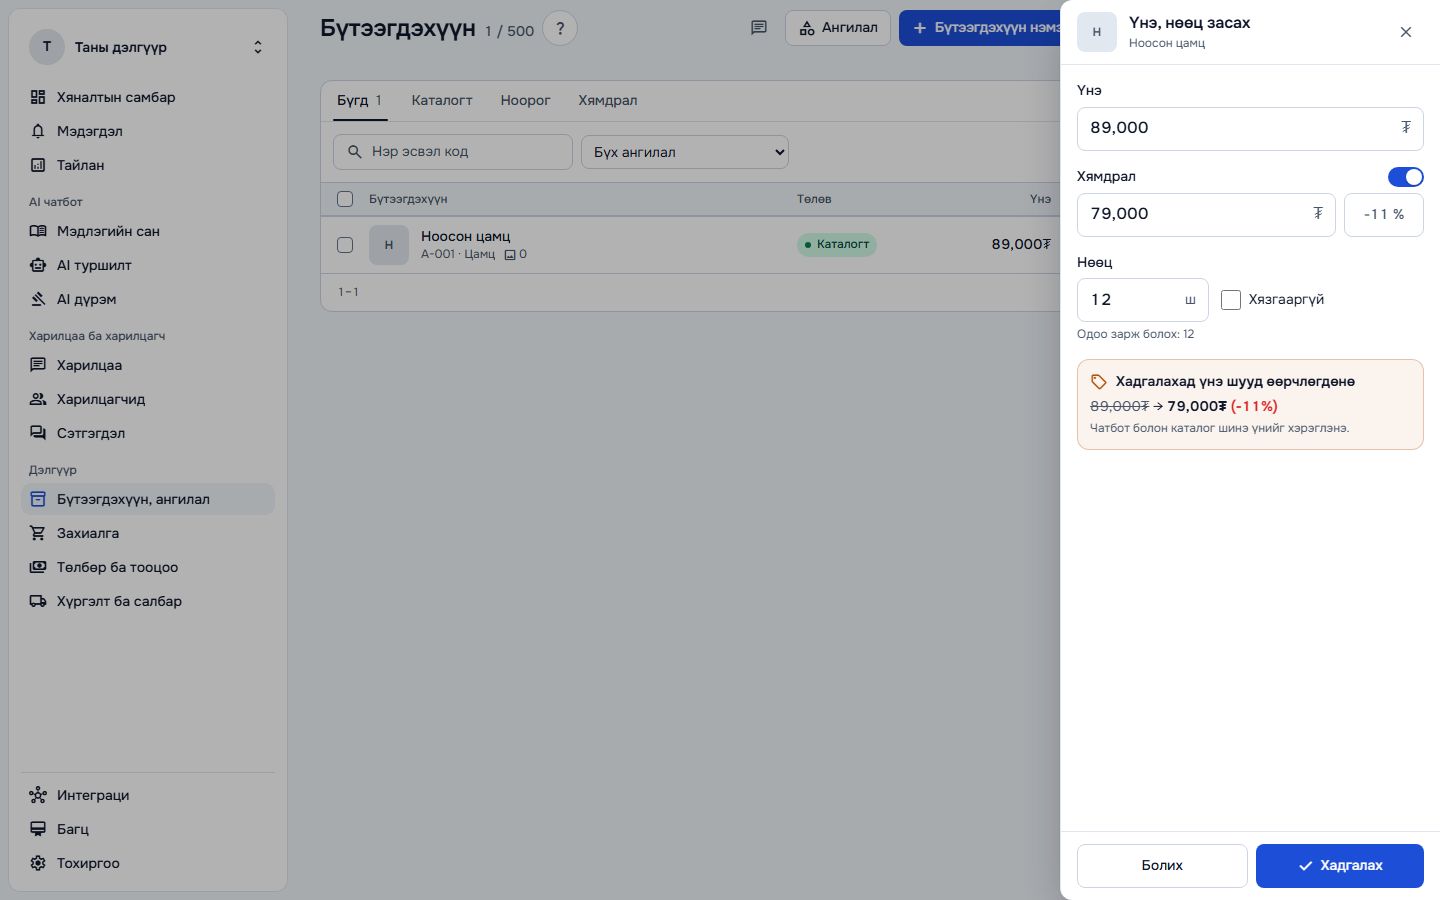 Т Таны дэлгүүр
Хяналтын самбар
Мэдэгдэл
Тайлан
AI чатбот
Мэдлэгийн сан
AI туршилт
AI дүрэм
Харилцаа ба харилцагч
Харилцаа
Харилцагчид
Сэтгэгдэл
Дэлгүүр
Бүтээгдэхүүн, ангилал
Захиалга
Төлбөр ба тооцоо
Хүргэлт ба салбар
Интеграци
Багц
Тохиргоо
Бүтээгдэхүүн 1 / 500 ?
Ангилал
+ Бүтээгдэхүүн нэмэ
Бүгд 1 Каталогт Ноорог Хямдрал
Нэр эсвэл код
Бүх ангилал
Бүтээгдэхүүн Төлөв Үнэ
Н Ноосон цамц
A-001 · Цамц 0
Каталогт
89,000₮
1–1
Н Үнэ, нөөц засах
Ноосон цамц
Үнэ
89,000 ₮
Хямдрал
79,000 ₮ -11 %
Нөөц
12 ш Хязгааргүй
Одоо зарж болох: 12
Хадгалахад үнэ шууд өөрчлөгдөнө
89,000₮ → 79,000₮ (-11%)
Чатбот болон каталог шинэ үнийг хэрэглэнэ.
Болих
Хадгалах